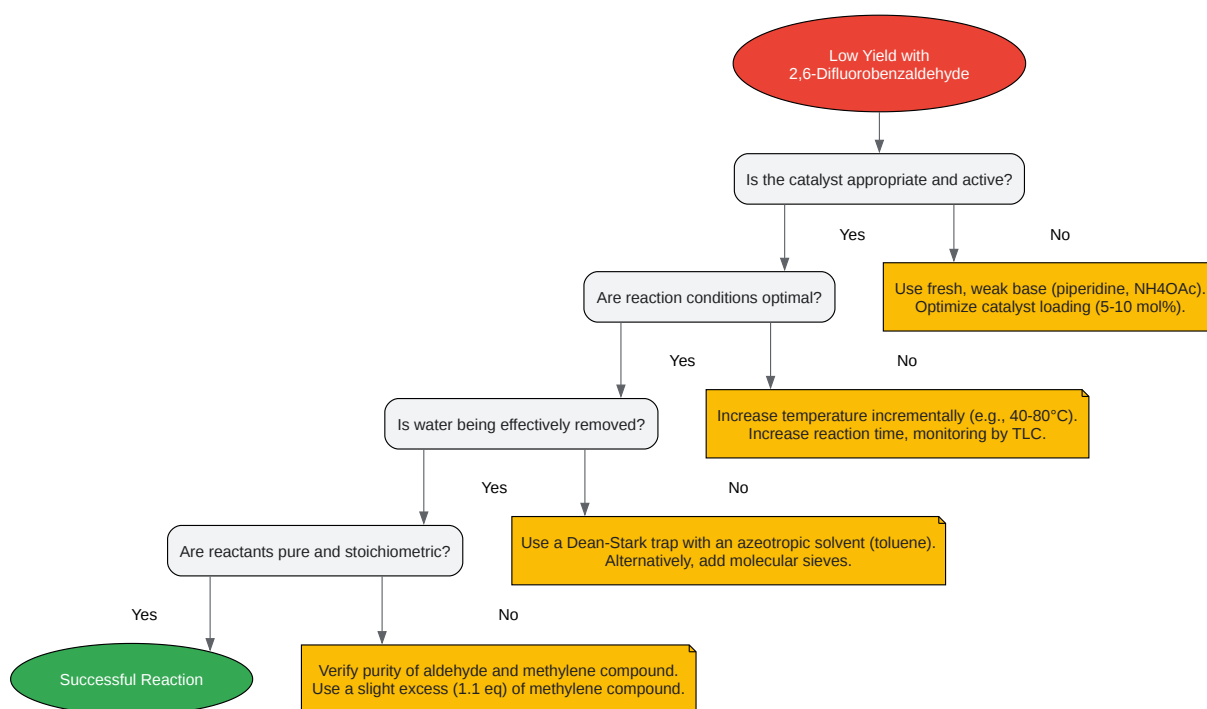 Low Yield with
2,6-Difluorobenzaldehyde
Is the catalyst appropriate and active?
Yes
No
Are reaction conditions optimal?
Use fresh, weak base (piperidine, NH4OAc).
Optimize catalyst loading (5-10 mol%).
Yes
No
Is water being effectively removed?
Increase temperature incrementally (e.g., 40-80°C).
Increase reaction time, monitoring by TLC.
Yes
No
Are reactants pure and stoichiometric?
Use a Dean-Stark trap with an azeotropic solvent (toluene).
Alternatively, add molecular sieves.
Yes
No
Successful Reaction
Verify purity of aldehyde and methylene compound.
Use a slight excess (1.1 eq) of methylene compound.